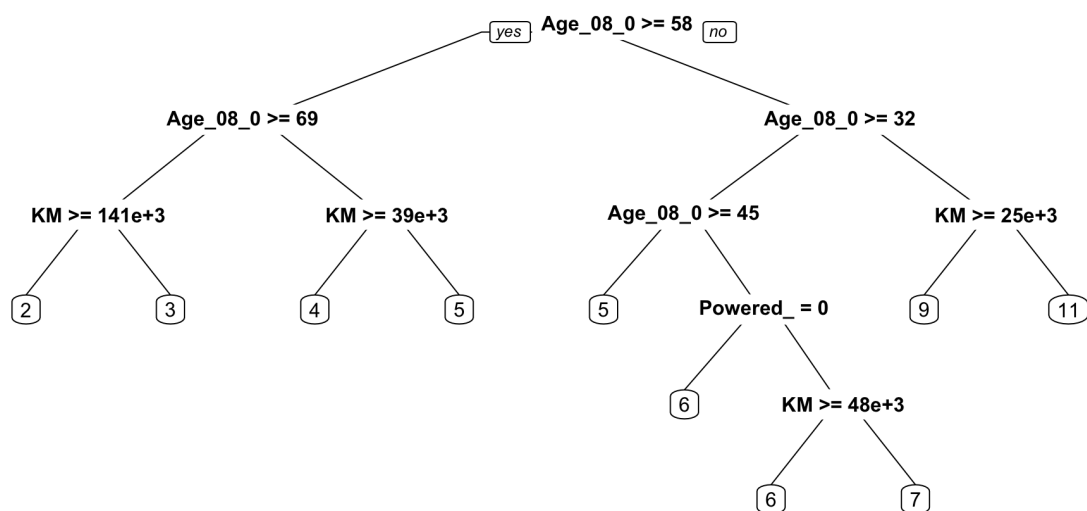 Age_08_0 >= 58
yes
no
Age_08_0 >= 69
Age_08_0 >= 32
KM >= 141e+3
KM >= 39e+3
Age_08_0 >= 45
KM >= 25e+3
2
3
4
5
5
Powered_ = 0
9
11
6
KM >= 48e+3
6
7